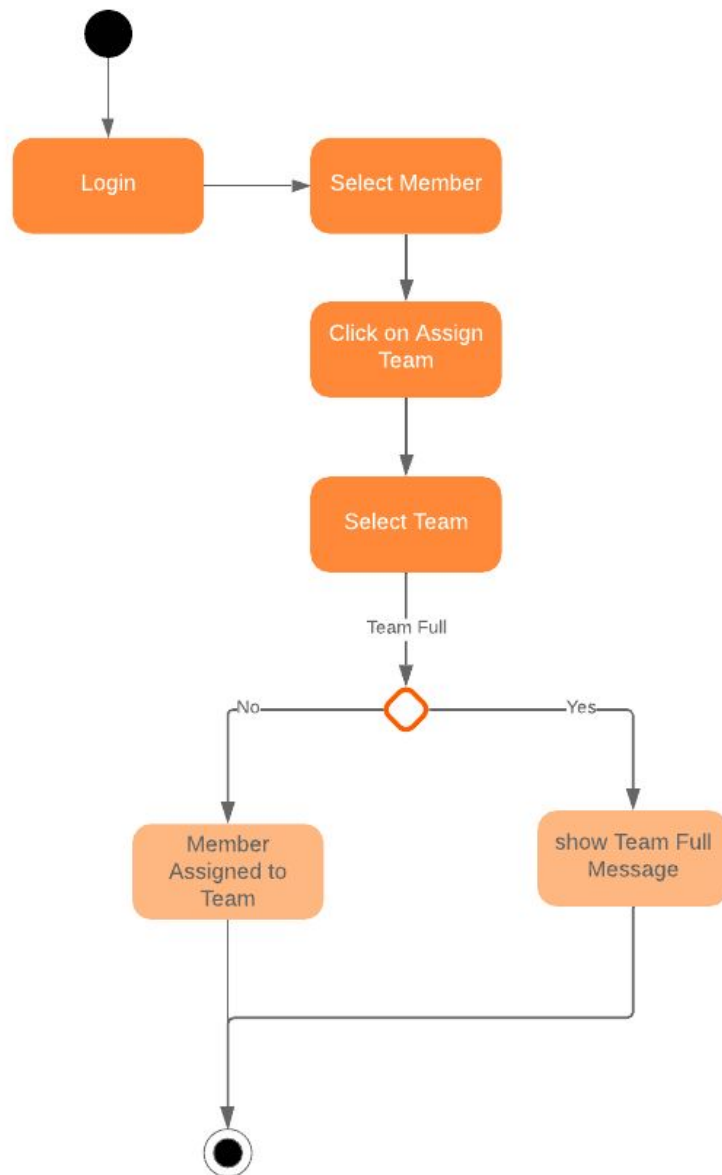 Login
Select Member
Click on Assign
Team
Select Team
Team Full
No
Yes
Member
Assigned to
Team
show Team Full
Message